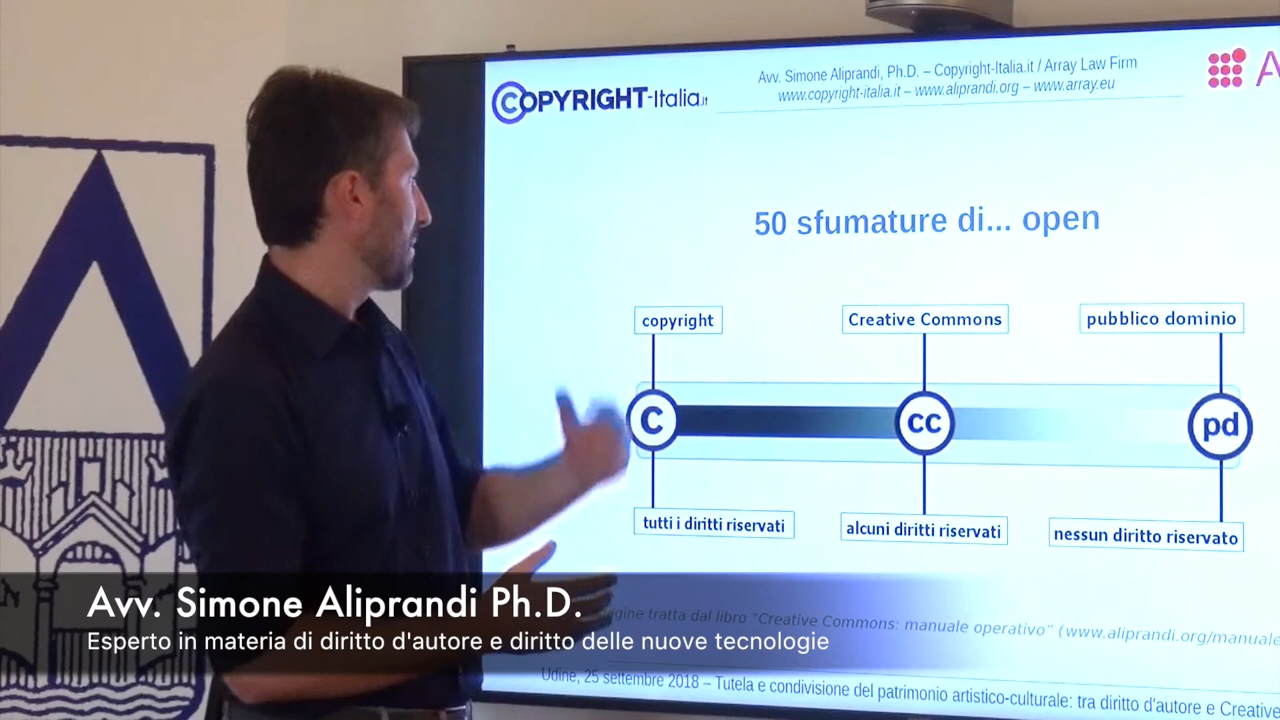 COPYRIGHT-Italia.it
Avv. Simone Aliprandi, Ph.D. – Copyright-Italia.it / Array Law Firm
www.copyright-italia.it – www.aliprandi.org – www.array.eu
A
50 sfumature di... open
copyright
Creative Commons
pubblico dominio
C
cc
pd
tutti i diritti riservati
alcuni diritti riservati
nessun diritto riservato
tratta dal libro "Creative Commons: manuale operativo" (www.aliprandi.org/manuale
Avv. Simone Aliprandi Ph.D.
Esperto in materia di diritto d'autore e diritto delle nuove tecnologie
Udine, 25 settembre 2018 – Tutela e condivisione del patrimonio artistico-culturale: tra diritto d'autore e Creative